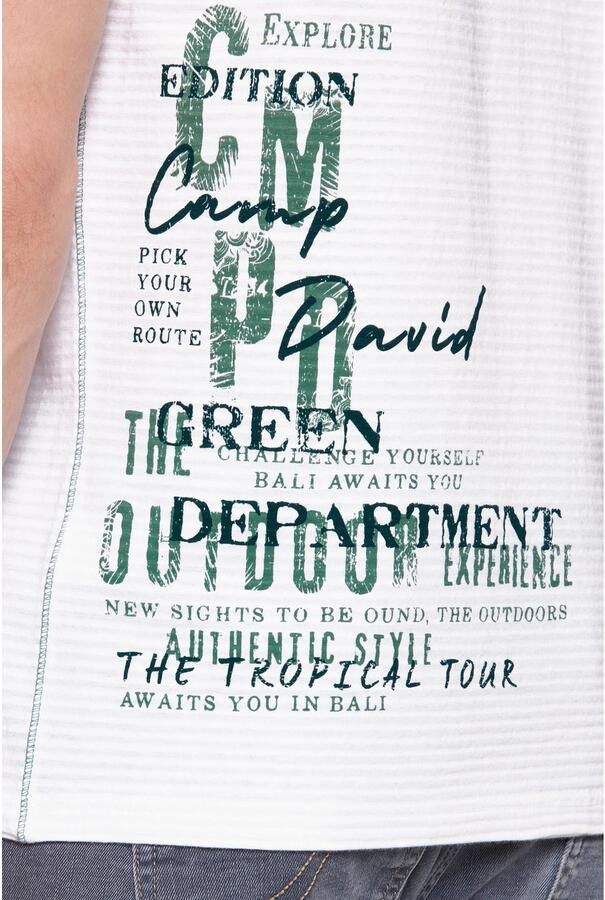 EXPLORE
EDITION
CMPD
Camp
PICK
YOUR
OWN
ROUTE
David
GREEN
THE
CHALLENGE YOURSELF
BALI AWAITS YOU
DEPARTMENT
OUTDOOR
EXPERIENCE
NEW SIGHTS TO BE OUND, THE OUTDOORS
AUTHENTIC STYLE
THE TROPICAL TOUR
AWAITS YOU IN BALI